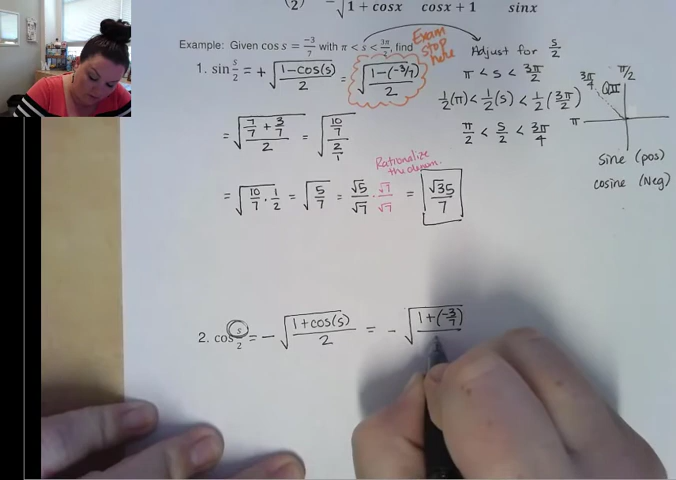 (2) -√1 + cosx cosx + 1 sinx
Example: Given cos s = -3/7 with π < s < 3π/2, find
Exam stop here
Adjust for s/2
1. sin s/2 = + √(1-cos(s))/2 = √(1-(-3/7))/2
π < s < 3π/2
1/2(π) < 1/2(s) < 1/2(3π/2)
π/2 < s/2 < 3π/4
3π/4 QII π/2
π
sine (pos)
cosine (Neg)
= √(7/7 + 3/7)/2 = √(10/7)/(2/1)
Rationalize the denom.
= √10/7 · 1/2 = √5/7 = √5/√7 · √7/√7 = √35/7
2. cos s/2 = - √(1+cos(s))/2 = - √1+(-3/7)